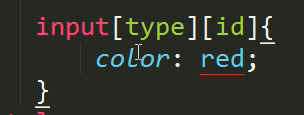 input[type][id]{
color: red;
}